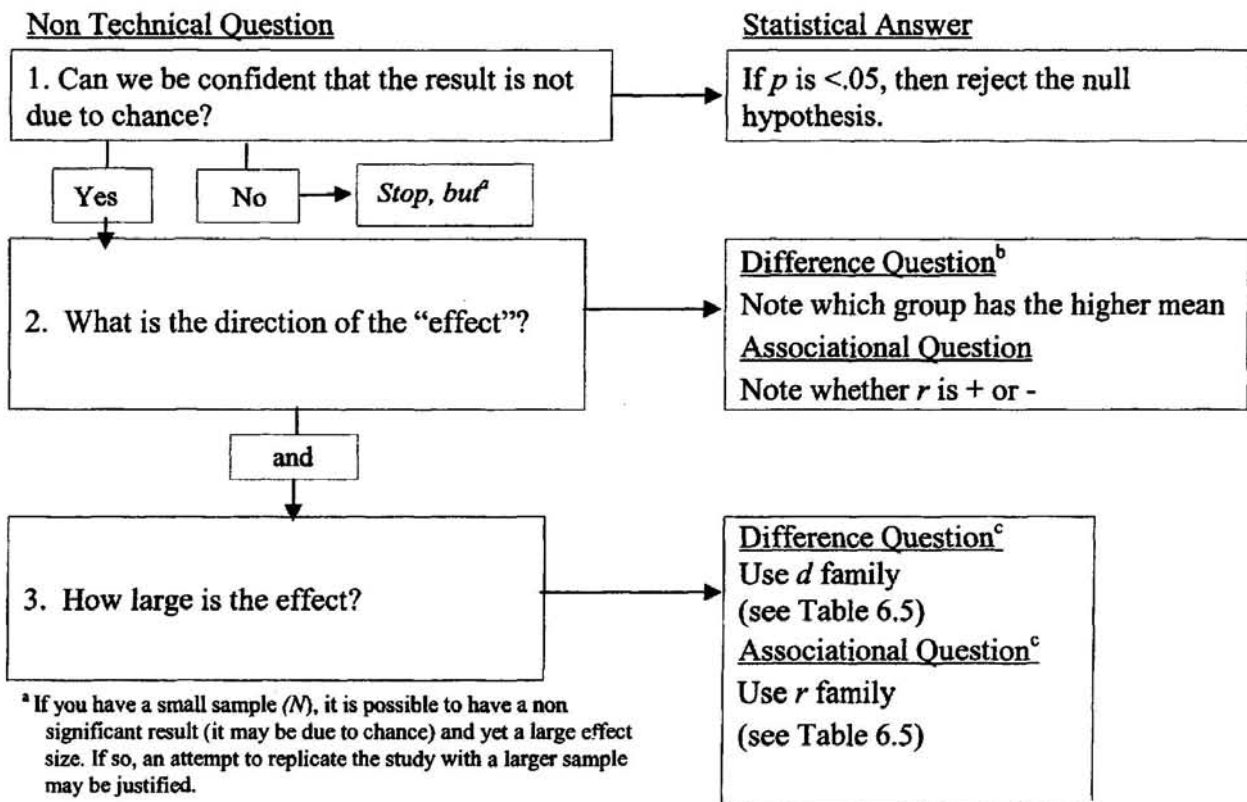 Non Technical Question
Statistical Answer
1. Can we be confident that the result is not
due to chance?
If p is <.05, then reject the null
hypothesis.
Yes
No
Stop, butᵃ
2. What is the direction of the “effect”?
Difference Questionᵇ
Note which group has the higher mean
Associational Question
Note whether r is + or -
and
3. How large is the effect?
Difference Questionᶜ
Use d family
(see Table 6.5)
Associational Questionᶜ
Use r family
(see Table 6.5)
ᵃ If you have a small sample (N), it is possible to have a non
significant result (it may be due to chance) and yet a large effect
size. If so, an attempt to replicate the study with a larger sample
may be justified.